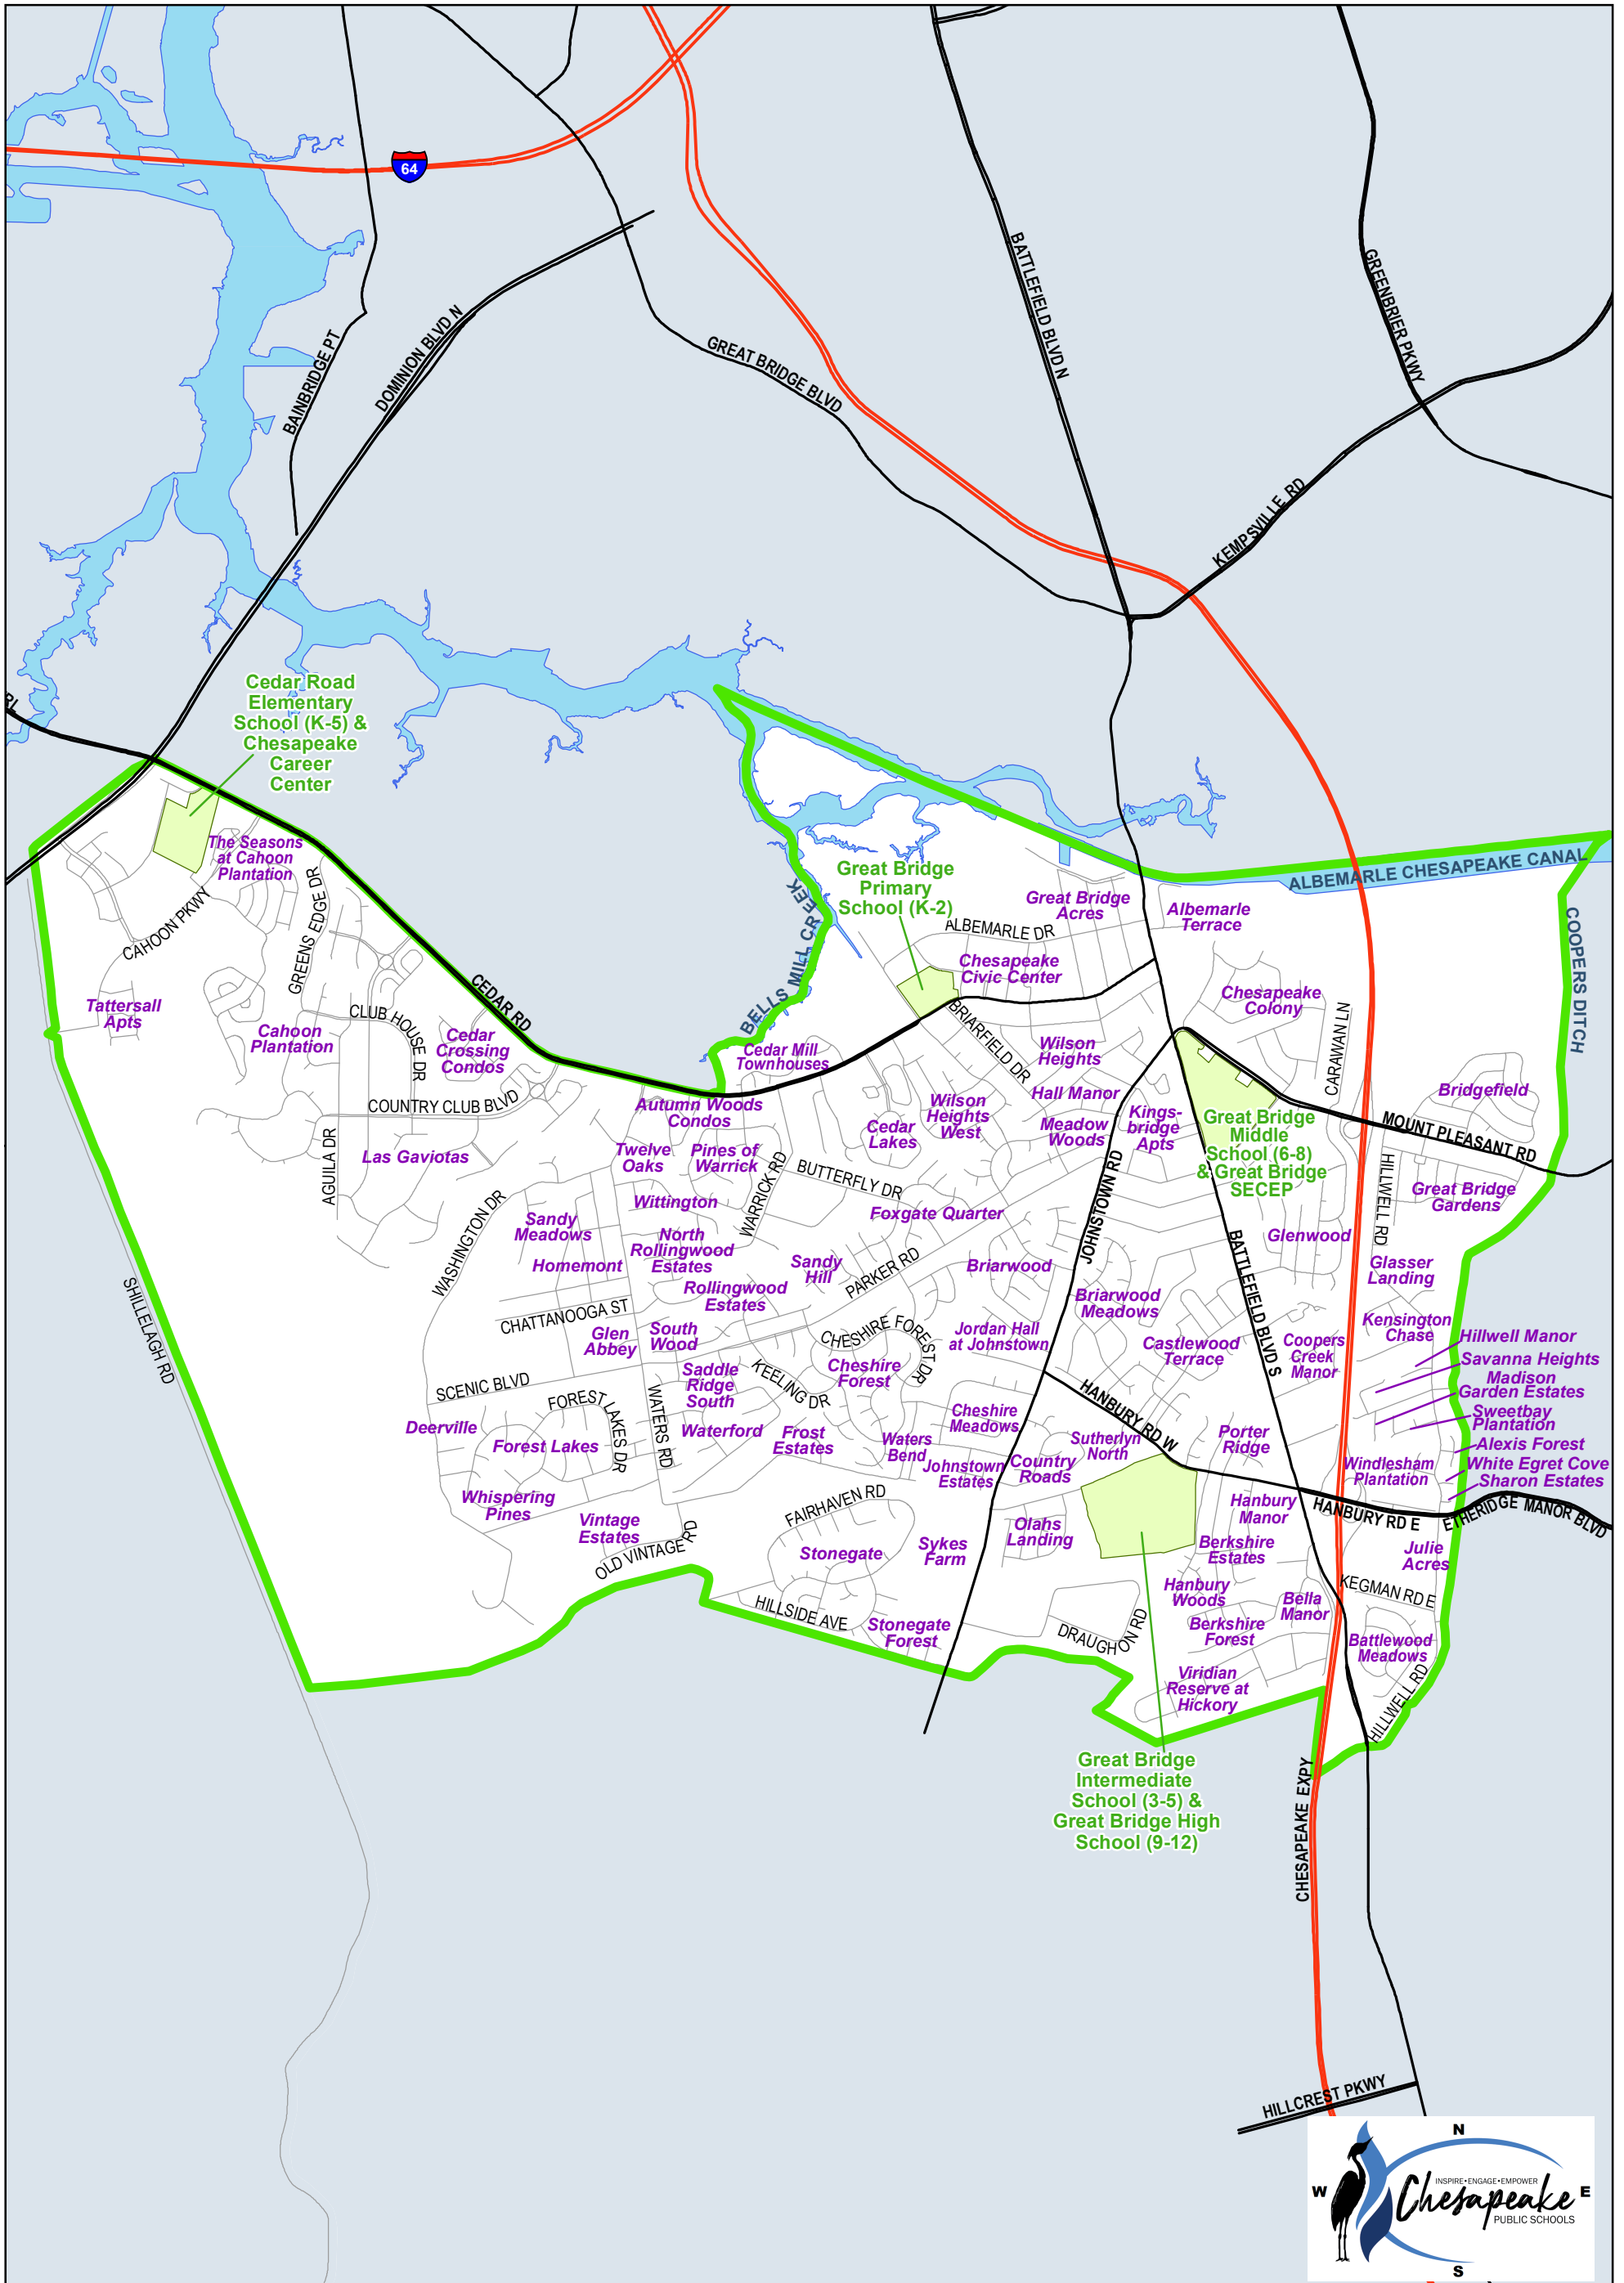 64
BATTLEFIELD BLVD N
GREENBRIER PKWY
BAINBRIDGE PT
DOMINION BLVD N
GREAT BRIDGE BLVD
KEMPSVILLE RD
Cedar Road
Elementary
School (K-5) &
Chesapeake
Career
Center
The Seasons
at Cahoon
Plantation
CAHOON PKWY
GREENS EDGE DR
CEDAR RD
BELLS MILL CREEK
Great Bridge
Primary
School (K-2)
ALBEMARLE DR
Great Bridge
Acres
Albemarle
Terrace
ALBEMARLE CHESAPEAKE CANAL
COOPERS DITCH
Chesapeake
Civic Center
Chesapeake
Colony
CARAWAN LN
Tattersall
Apts
Cahoon
Plantation
CLUB HOUSE DR
Cedar
Crossing
Condos
COUNTRY CLUB BLVD
Cedar Mill
Townhouses
BRIARFIELD DR
Wilson
Heights
Hall Manor
Bridgefield
Autumn Woods
Condos
Cedar
Lakes
Wilson
Heights
West
Meadow
Woods
Kings-
bridge
Apts
Great Bridge
Middle
School (6-8)
& Great Bridge
SECEP
MOUNT PLEASANT RD
AGUILA DR
Las Gaviotas
Twelve
Oaks
Pines of
Warrick
WARRICK RD
BUTTERFLY DR
JOHNSTOWN RD
HILLWELL RD
Great Bridge
Gardens
WASHINGTON DR
Sandy
Meadows
Wittington
Foxgate Quarter
Glenwood
BATTLEFIELD BLVD S
Homemont
North
Rollingwood
Estates
Sandy
Hill
PARKER RD
Briarwood
Glasser
Landing
Rollingwood
Estates
Briarwood
Meadows
SHILLELAGH RD
CHATTANOOGA ST
Glen
Abbey
South
Wood
CHESHIRE FOREST DR
Jordan Hall
at Johnstown
Castlewood
Terrace
Coopers
Creek
Manor
Kensington
Chase
Hillwell Manor
Savanna Heights
Madison
Garden Estates
Sweetbay
Plantation
Alexis Forest
White Egret Cove
Sharon Estates
SCENIC BLVD
Saddle
Ridge
South
KEELING DR
Cheshire
Forest
HANBURY RD W
Deerville
FOREST LAKES DR
Forest Lakes
WATERS RD
Waterford
Frost
Estates
Waters
Bend
Cheshire
Meadows
Johnstown
Estates
Country
Roads
Sutherlyn
North
Porter
Ridge
Windlesham
Plantation
Whispering
Pines
Vintage
Estates
OLD VINTAGE RD
FAIRHAVEN RD
Stonegate
Sykes
Farm
Olahs
Landing
Hanbury
Manor
HANBURY RD E
ETHERIDGE MANOR BLVD
Berkshire
Estates
Julie
Acres
HILLSIDE AVE
Stonegate
Forest
DRAUGHON RD
Hanbury
Woods
Berkshire
Forest
Bella
Manor
KEGMAN RD E
Battlewood
Meadows
Viridian
Reserve at
Hickory
HILLWELL RD
Great Bridge
Intermediate
School (3-5) &
Great Bridge High
School (9-12)
CHESAPEAKE EXPY
HILLCREST PKWY
N
W
E
S
INSPIRE•ENGAGE•EMPOWER
Chesapeake
PUBLIC SCHOOLS